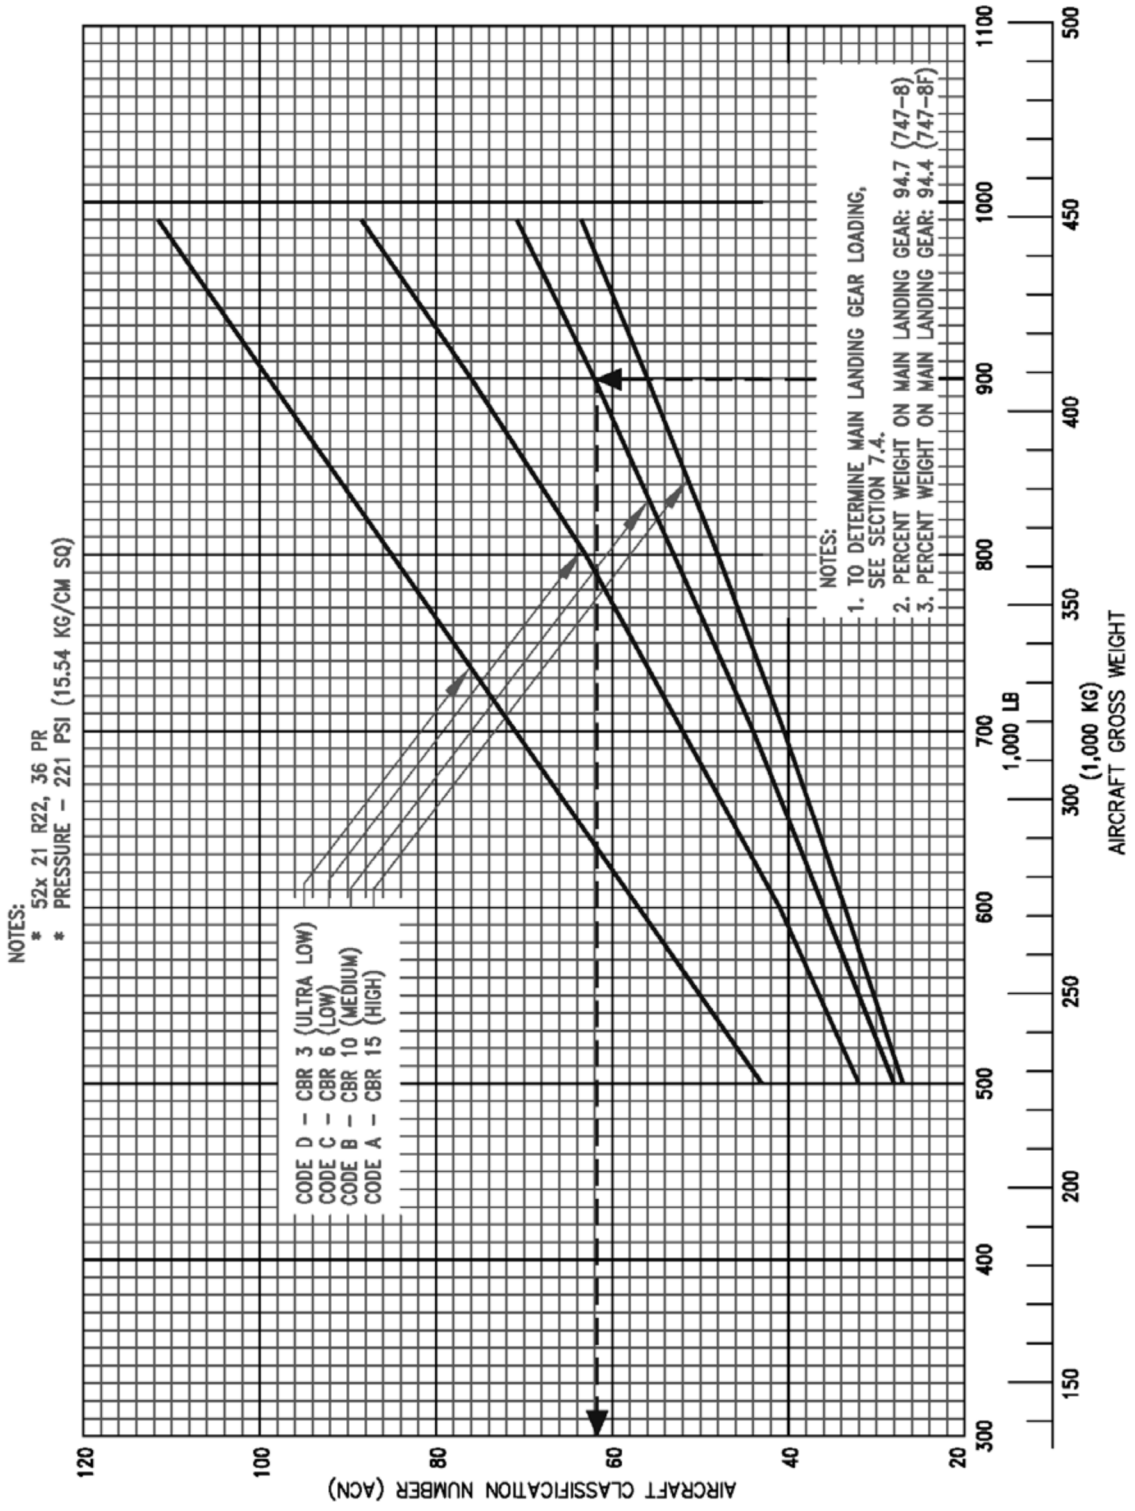 NOTES:
* 52x 21 R22, 36 PR
* PRESSURE – 221 PSI (15.54 KG/CM SQ)
CODE D – CBR 3 (ULTRA LOW)
CODE C – CBR 6 (LOW)
CODE B – CBR 10 (MEDIUM)
CODE A – CBR 15 (HIGH)
AIRCRAFT CLASSIFICATION NUMBER (ACN)
120
100
80
60
40
20
NOTES:
1. TO DETERMINE MAIN LANDING GEAR LOADING,
SEE SECTION 7.4.
2. PERCENT WEIGHT ON MAIN LANDING GEAR: 94.7 (747-8)
3. PERCENT WEIGHT ON MAIN LANDING GEAR: 94.4 (747-8F)
300 400 500 600 700 800 900 1000 1100
1,000 LB
150 200 250 300 350 400 450 500
(1,000 KG)
AIRCRAFT GROSS WEIGHT